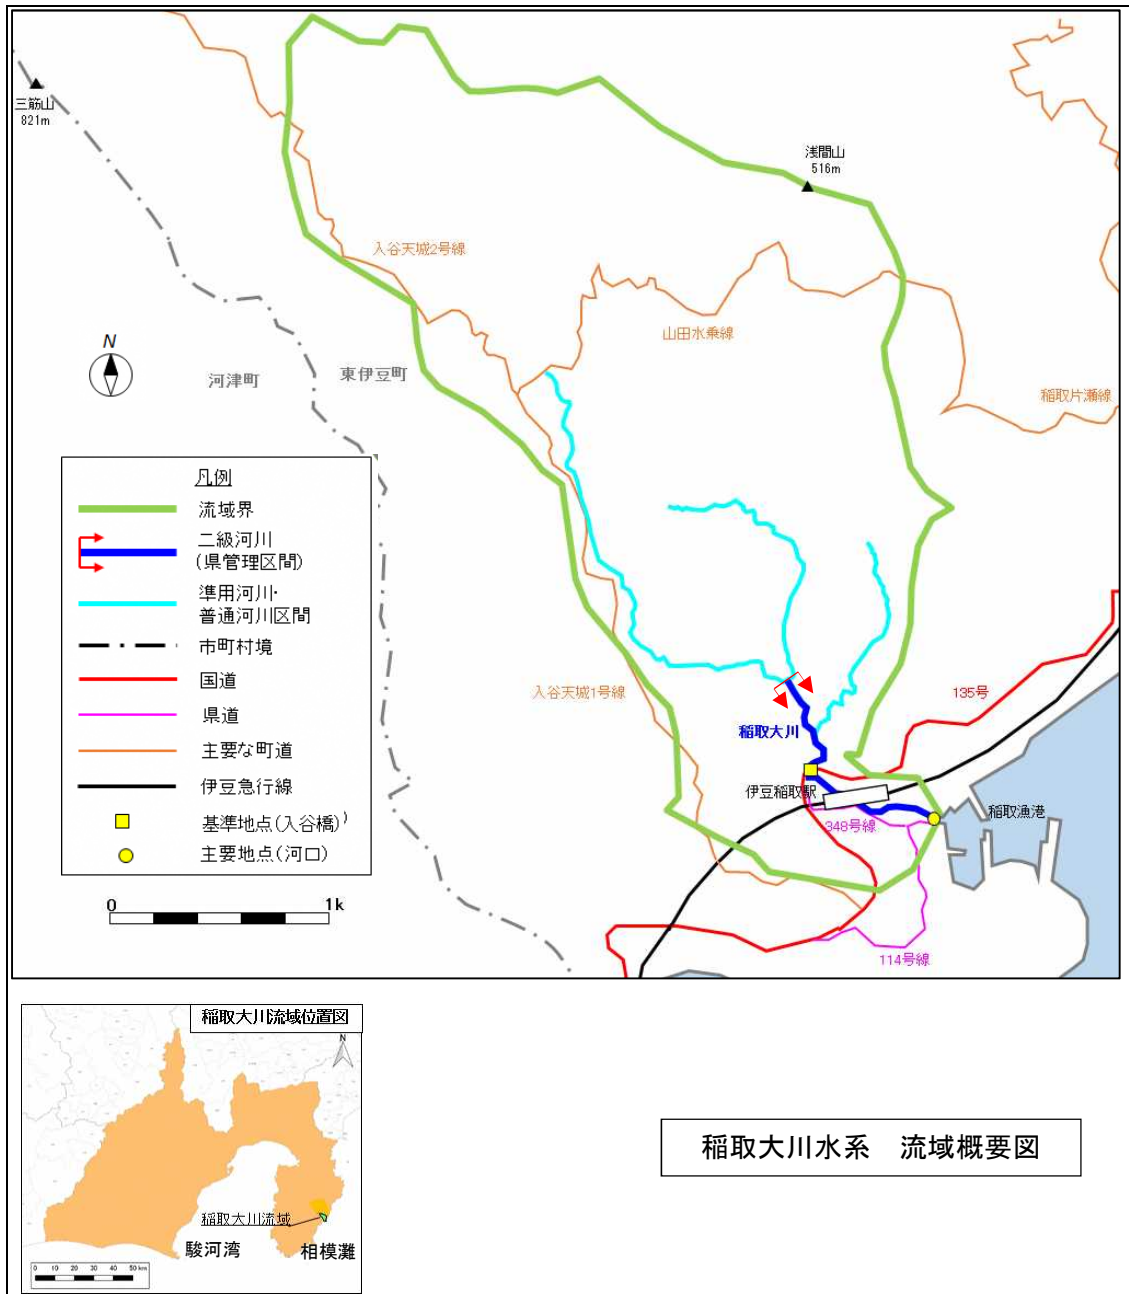 三筋山
821m
浅間山
516m
入谷天城2号線
山田水乗線
稲取片瀬線
N
河津町
東伊豆町
凡例
流域界
二級河川
(県管理区間)
準用河川・
普通河川区間
市町村境
国道
県道
主要な町道
伊豆急行線
基準地点(入谷橋)
主要地点(河口)
0 1k
入谷天城1号線
135号
稲取大川
伊豆稲取駅
稲取漁港
348号線
114号線
稲取大川流域位置図
N
稲取大川流域
駿河湾
相模灘
0 10 20 30 40 50 km
稲取大川水系　流域概要図